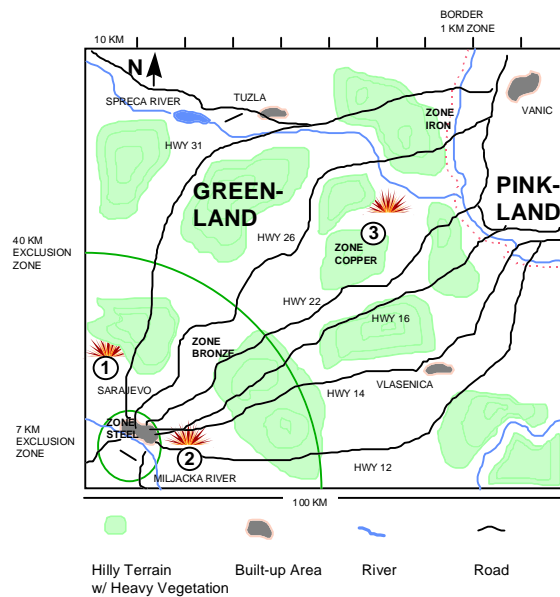 BORDER
1 KM ZONE
10 KM
N
SPRECA RIVER
TUZLA
VANIC
ZONE
IRON
HWY 31
GREEN-
LAND
PINK-
LAND
HWY 26
3
ZONE
COPPER
40 KM
EXCLUSION
ZONE
HWY 22
HWY 16
ZONE
BRONZE
1
SARAJEVO
VLASENICA
HWY 14
ZONE
STEEL
7 KM
EXCLUSION
ZONE
2
HWY 12
MILJACKA RIVER
100 KM
Hilly Terrain
w/ Heavy Vegetation
Built-up Area
River
Road